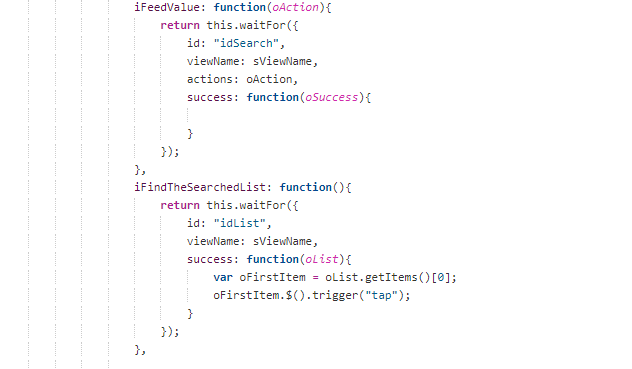 iFeedValue: function(oAction){
return this.waitFor({
id: "idSearch",
viewName: sViewName,
actions: oAction,
success: function(oSuccess){
}
});
},
iFindTheSearchedList: function(){
return this.waitFor({
id: "idList",
viewName: sViewName,
success: function(oList){
var oFirstItem = oList.getItems()[0];
oFirstItem.$().trigger("tap");
}
});
},